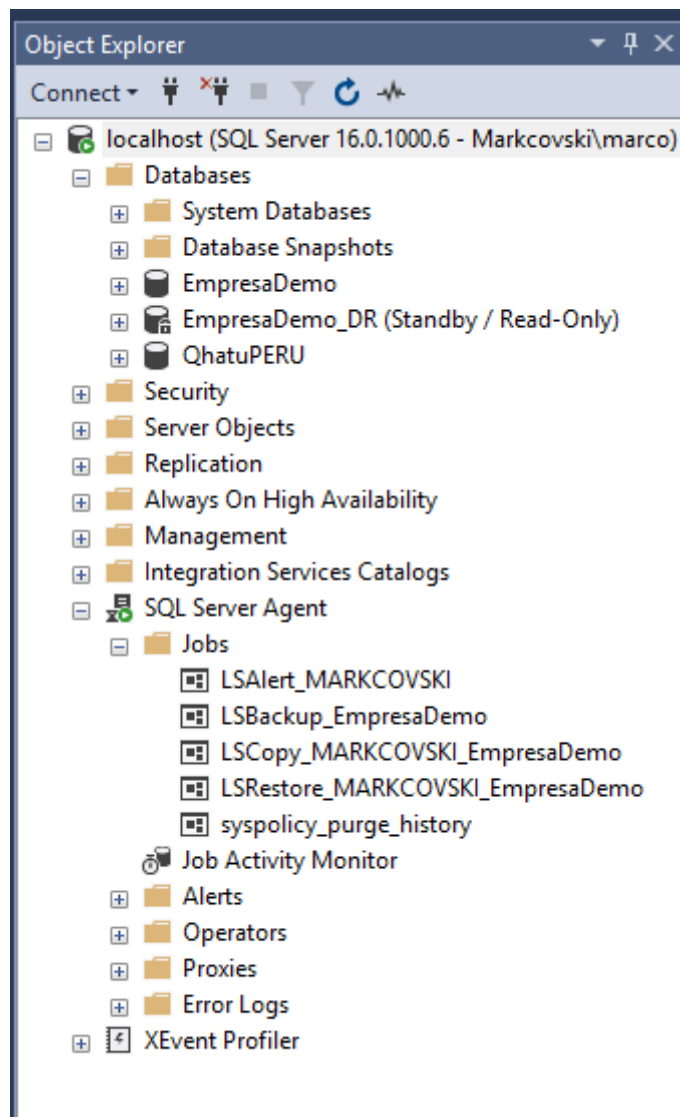 Object Explorer
Connect
localhost (SQL Server 16.0.1000.6 - Markcovski\marco)
Databases
System Databases
Database Snapshots
EmpresaDemo
EmpresaDemo_DR (Standby / Read-Only)
QhatuPERU
Security
Server Objects
Replication
Always On High Availability
Management
Integration Services Catalogs
SQL Server Agent
Jobs
LSAlert_MARKCOVSKI
LSBackup_EmpresaDemo
LSCopy_MARKCOVSKI_EmpresaDemo
LSRestore_MARKCOVSKI_EmpresaDemo
syspolicy_purge_history
Job Activity Monitor
Alerts
Operators
Proxies
Error Logs
XEvent Profiler